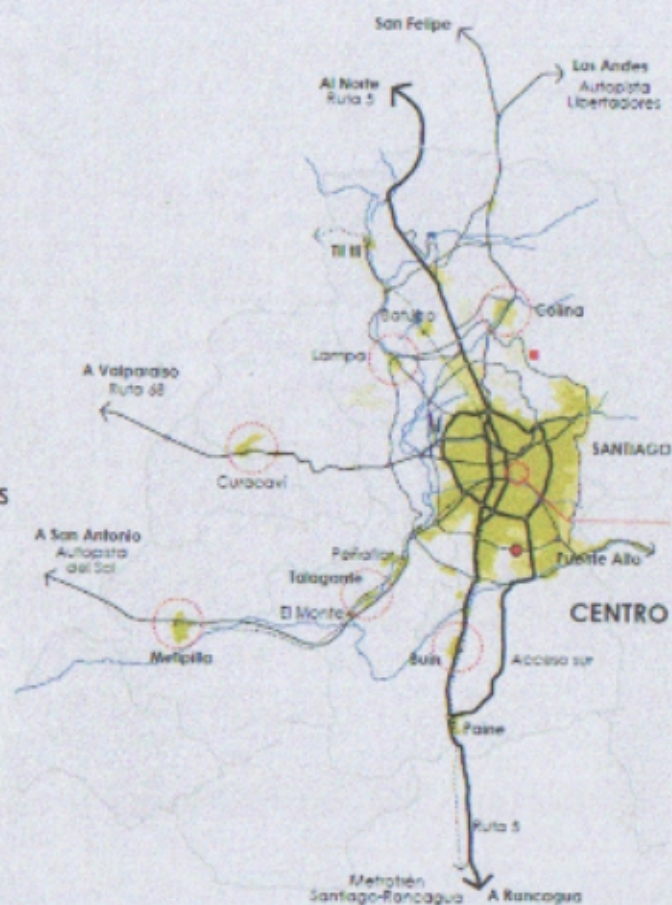 San Felipe
Los Andes
Autopista
Libertadores
Al Norte
Ruta 5
Til til
Batuco
Colina
Lampa
A Valparaiso
Ruta 68
SANTIAGO
Curacaví
S
A San Antonio
Autopista
del Sol
Peñaflor
Talagante
Puente Alto
El Monte
CENTRO
Melipilla
Buin
Acceso sur
Paine
Ruta 5
Metrotrén
Santiago-Rancagua
A Rancagua